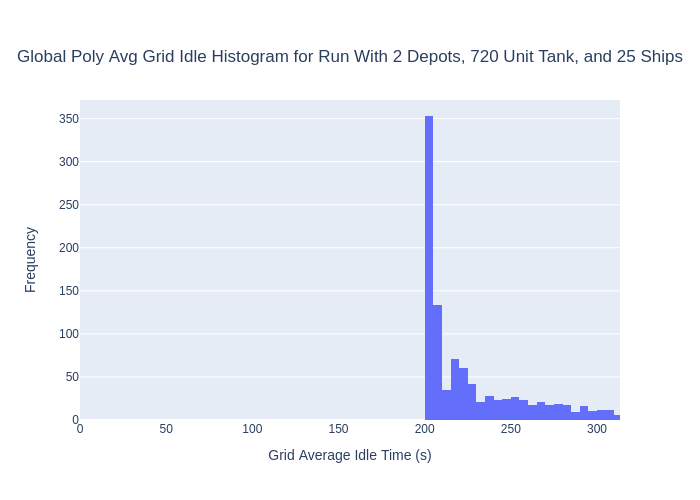 Global Poly Avg Grid Idle Histogram for Run With 2 Depots, 720 Unit Tank, and 25 Ships
350
300
250
200
150
100
50
0
Frequency
0 50 100 150 200 250 300
Grid Average Idle Time (s)